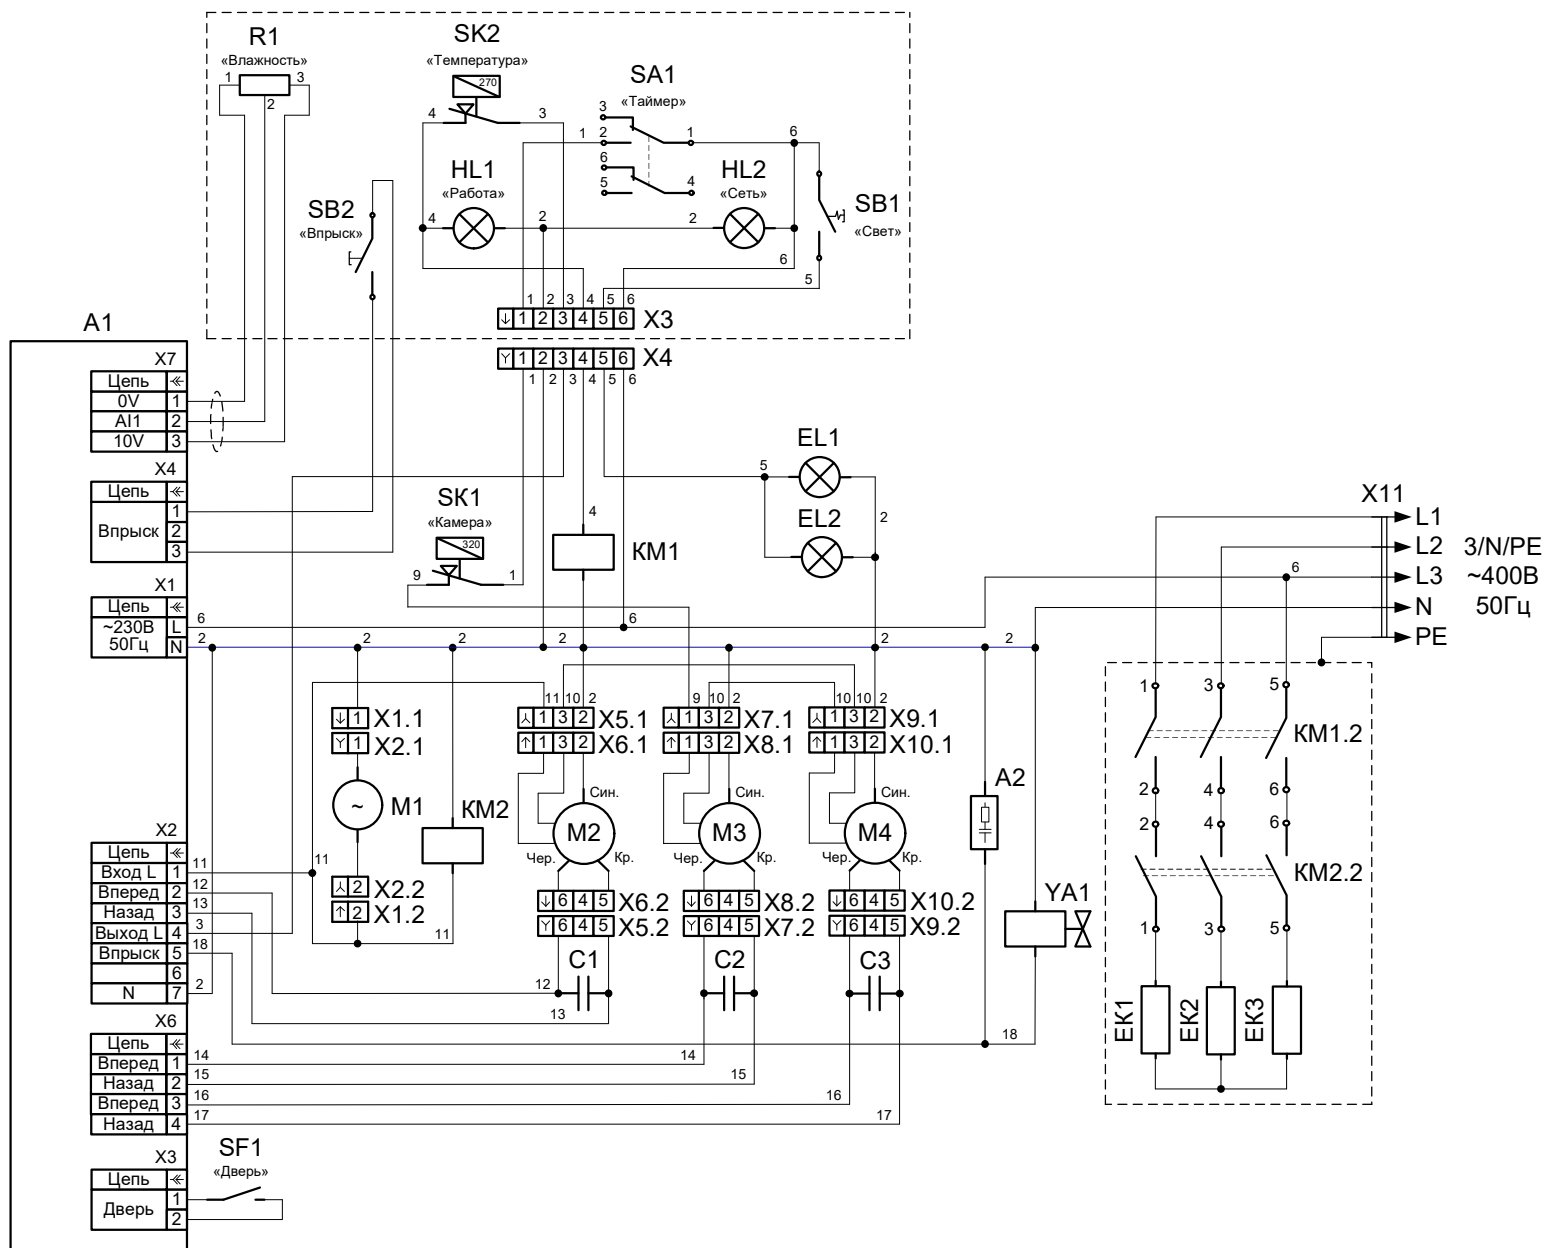 R1
«Влажность»
1 3
2
SK2
«Температура»
270
4 3
SA1
«Таймер»
3
1 2 1 6
6
5 4
HL1
«Работа»
4 2
HL2
«Сеть»
2
SB1
«Свет»
6
5
SB2
«Впрыск»
1 2 3 4 5 6
1 2 3 4 5 6 X3
1 2 3 4 5 6 X4
1 2 3 4 5 6
A1
X7
Цепь
0V 1
AI1 2
10V 3
X4
Цепь
1
Впрыск 2
3
X1
Цепь
~230В L 6
50Гц N 2
SK1
«Камера»
320
9 1
4
KM1
6
EL1
5
EL2
2
X11
L1
L2
L3
N
PE
3/N/PE
~400В
50Гц
6
2 2 2 2 2
11 10 2 9 10 2 10 10 2
1 X1.1
1 X2.1
1 3 2 X5.1
1 3 2 X6.1
1 3 2 X7.1
1 3 2 X8.1
1 3 2 X9.1
1 3 2 X10.1
~ M1
KM2
Син.
M2
Чер. Кр.
Син.
M3
Чер. Кр.
Син.
M4
Чер. Кр.
A2
YA1
2 X2.2
2 X1.2
11
11
6 4 5 X6.2
6 4 5 X5.2
6 4 5 X8.2
6 4 5 X7.2
6 4 5 X10.2
6 4 5 X9.2
C1
C2
C3
12
13
14
15
16
17
18
X2
Цепь
Вход L 1 11
Вперед 2 12
Назад 3 13
Выход L 4 3
Впрыск 5 18
6
N 7 2
X6
Цепь
Вперед 1 14
Назад 2 15
Вперед 3 16
Назад 4 17
X3
Цепь
1
Дверь
2
SF1
«Дверь»
1 3 5
KM1.2
2 4 6
2 4 6
KM2.2
1 3 5
EK1
EK2
EK3